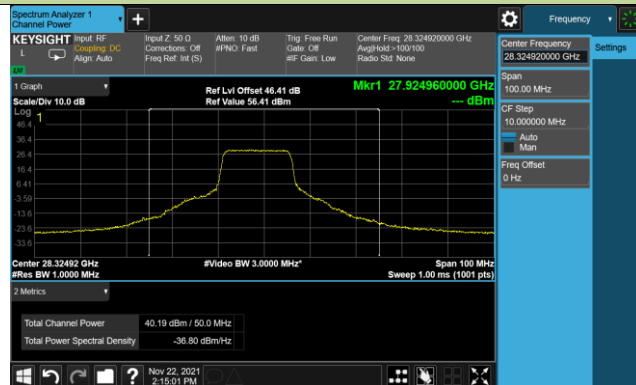 Spectrum Analyzer 1
Channel Power
+
Frequency
KEYSIGHT
L
Input: RF
Coupling: DC
Align: Auto
Input Z: 50 Ω
Corrections: Off
Freq Ref: Int (S)
Atten: 10 dB
#PNO: Fast
Trig: Free Run
Gate: Off
#IF Gain: Low
Center Freq: 28.324920000 GHz
Avg|Hold:>100/100
Radio Std: None
Center Frequency
28.324920000 GHz
Settings
Span
100.00 MHz
CF Step
10.000000 MHz
Auto
Man
Freq Offset
0 Hz
1 Graph
Scale/Div 10.0 dB
Ref Lvl Offset 46.41 dB
Ref Value 56.41 dBm
Mkr1 27.924960000 GHz
--- dBm
Log
1
46.4
36.4
26.4
16.4
6.41
-3.59
-13.6
-23.6
-33.6
Center 28.32492 GHz
#Res BW 1.0000 MHz
#Video BW 3.0000 MHz*
Span 100 MHz
Sweep 1.00 ms (1001 pts)
2 Metrics
Total Channel Power 40.19 dBm / 50.0 MHz
Total Power Spectral Density -36.80 dBm/Hz
?
Nov 22, 2021
2:15:01 PM